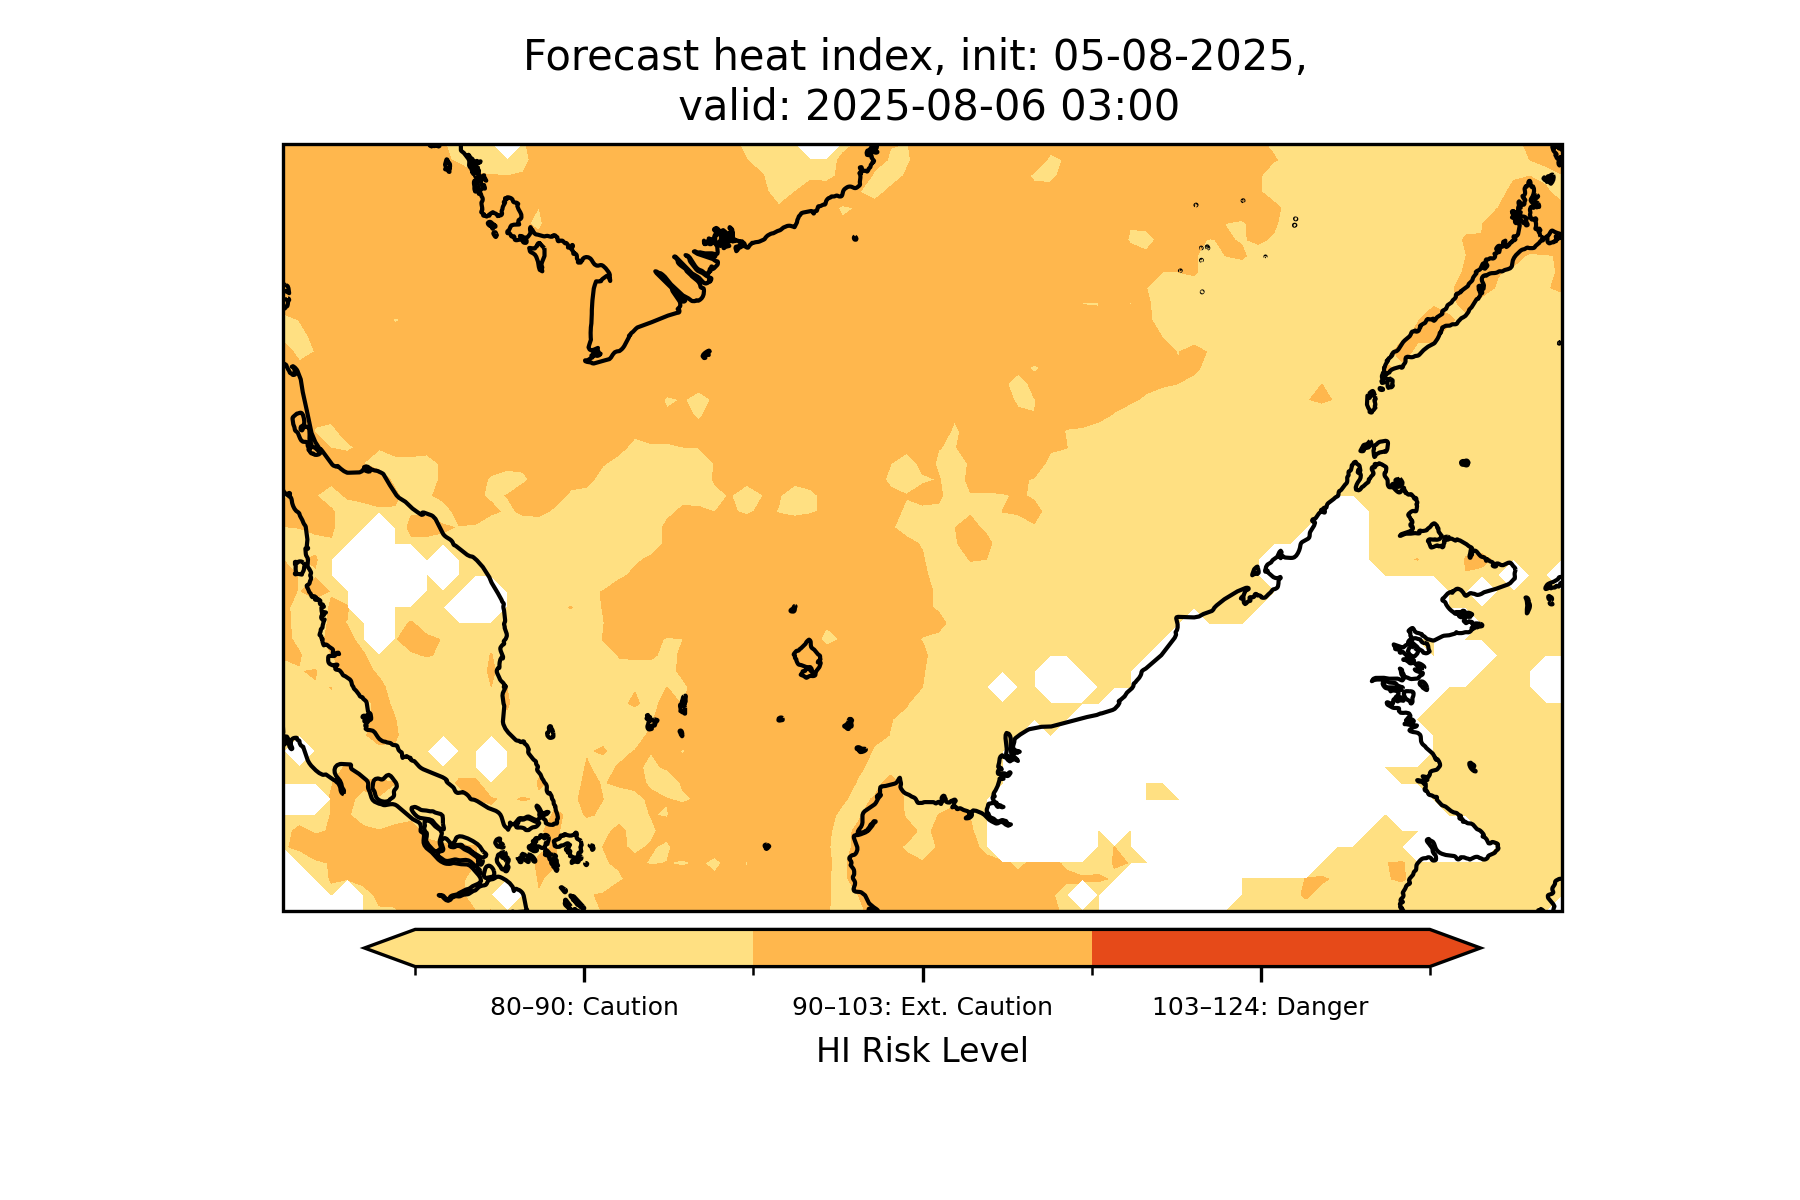 Forecast heat index, init: 05-08-2025,
valid: 2025-08-06 03:00
80–90: Caution
90–103: Ext. Caution
103–124: Danger
HI Risk Level